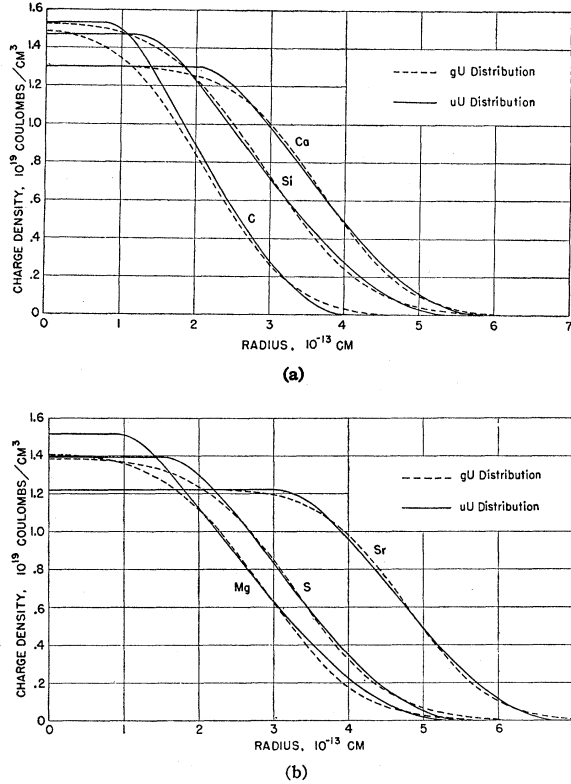 1.6
1.4
1.2
1.0
.8
.6
.4
.2
0
CHARGE DENSITY, 10¹⁹ COULOMBS/CM³
gU Distribution
uU Distribution
Ca
Si
C
0 1 2 3 4 5 6 7
RADIUS, 10⁻¹³ CM
(a)
1.6
1.4
1.2
1.0
.8
.6
.4
.2
0
CHARGE DENSITY, 10¹⁹ COULOMBS/CM³
gU Distribution
uU Distribution
Sr
Mg
S
0 1 2 3 4 5 6
RADIUS, 10⁻¹³ CM
(b)